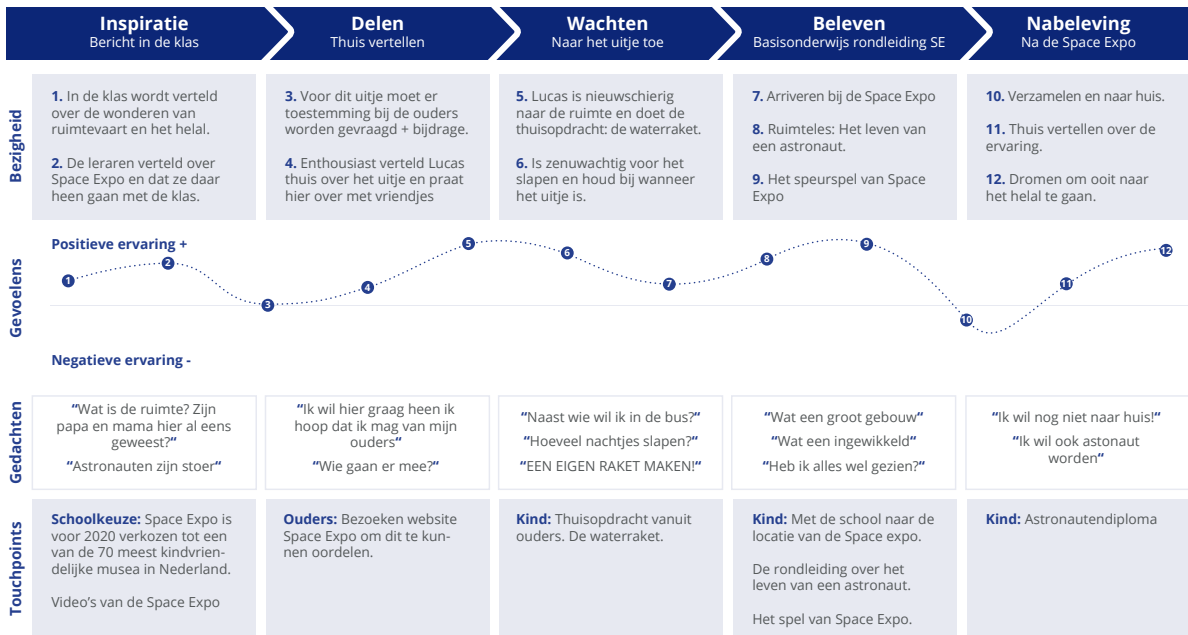 Inspiratie
Bericht in de klas
Delen
Thuis vertellen
Wachten
Naar het uitje toe
Beleven
Basisonderwijs rondleiding SE
Nabeleving
Na de Space Expo
Bezigheid
1. In de klas wordt verteld
over de wonderen van
ruimtevaart en het helal.
2. De leraren verteld over
Space Expo en dat ze daar
heen gaan met de klas.
3. Voor dit uitje moet er
toestemming bij de ouders
worden gevraagd + bijdrage.
4. Enthousiast verteld Lucas
thuis over het uitje en praat
hier over met vriendjes
5. Lucas is nieuwschierig
naar de ruimte en doet de
thuisopdracht: de waterraket.
6. Is zenuwachtig voor het
slapen en houd bij wanneer
het uitje is.
7. Arriveren bij de Space Expo
8. Ruimteles: Het leven van
een astronaut.
9. Het speurspel van Space
Expo
10. Verzamelen en naar huis.
11. Thuis vertellen over de
ervaring.
12. Dromen om ooit naar
het helal te gaan.
Gevoelens
Positieve ervaring +
1
2
3
4
5
6
7
8
9
10
11
12
Negatieve ervaring -
Gedachten
“Wat is de ruimte? Zijn
papa en mama hier al eens
geweest?“
“Astronauten zijn stoer“
“Ik wil hier graag heen ik
hoop dat ik mag van mijn
ouders“
“Wie gaan er mee?“
“Naast wie wil ik in de bus?“
“Hoeveel nachtjes slapen?“
“EEN EIGEN RAKET MAKEN!“
“Wat een groot gebouw“
“Wat een ingewikkeld“
“Heb ik alles wel gezien?“
“Ik wil nog niet naar huis!“
“Ik wil ook astonaut
worden“
Touchpoints
Schoolkeuze: Space Expo is
voor 2020 verkozen tot een
van de 70 meest kindvrien-
delijke musea in Nederland.
Video’s van de Space Expo
Ouders: Bezoeken website
Space Expo om dit te kun-
nen oordelen.
Kind: Thuisopdracht vanuit
ouders. De waterraket.
Kind: Met de school naar de
locatie van de Space expo.
De rondleiding over het
leven van een astronaut.
Het spel van Space Expo.
Kind: Astronautendiploma